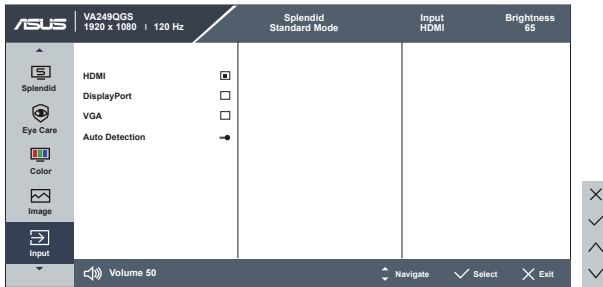 ASUS
VA249QGS
1920 x 1080 | 120 Hz
Splendid
Standard Mode
Input
HDMI
Brightness
65
Splendid
Eye Care
Color
Image
Input
HDMI
DisplayPort
VGA
Auto Detection
Volume 50
Navigate
Select
Exit